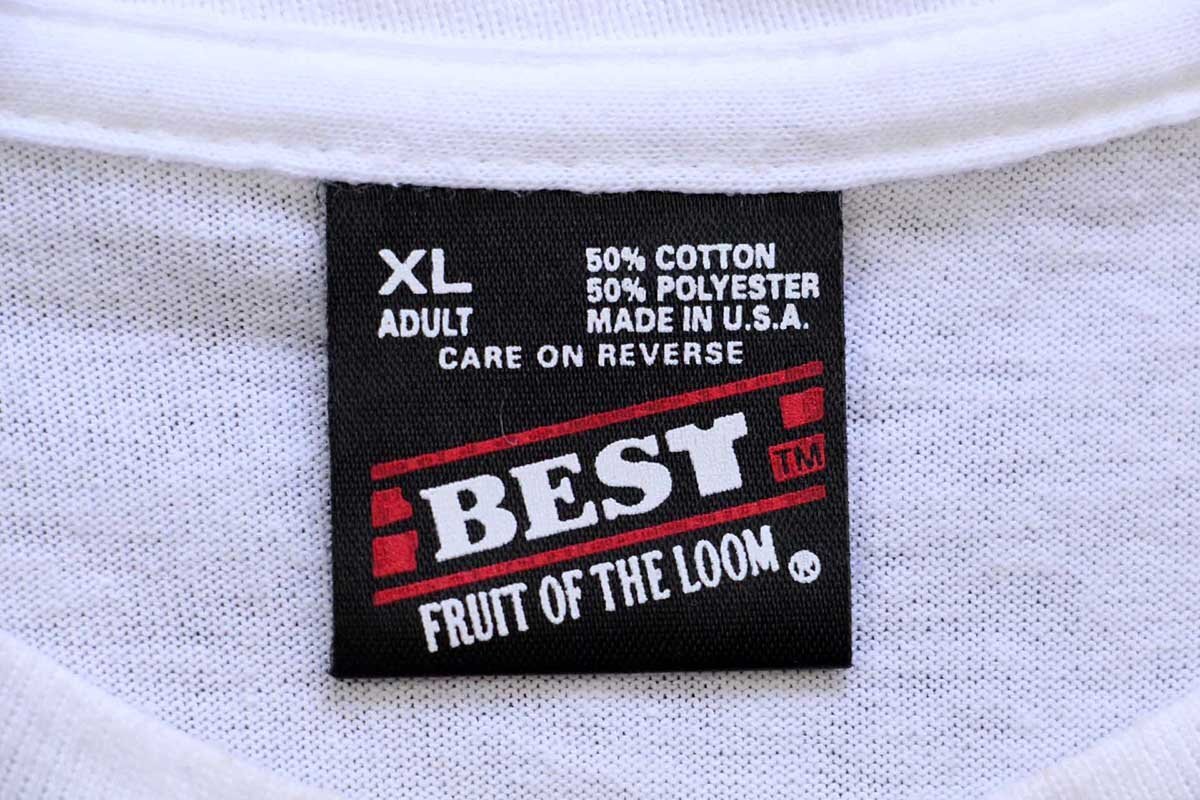 XL
ADULT
50% COTTON
50% POLYESTER
MADE IN U.S.A.
CARE ON REVERSE
BEST TM
FRUIT OF THE LOOM ®